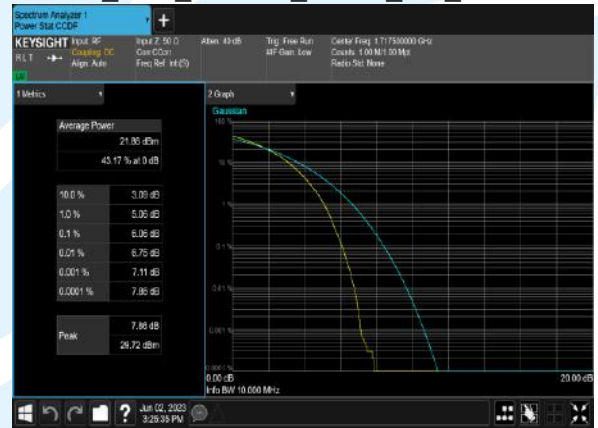 Spectrum Analyzer 1
Power Stat CCDF
KEYSIGHT
Input: RF
Coupling: DC
Align: Auto
Input Z: 50 Ω
Corr CCorr
Freq Ref: Int (S)
Atten: 40 dB
Trig: Free Run
#IF Gain: Low
Center Freq: 1.717500000 GHz
Counts: 1.00 M/1.00 Mpt
Radio Std: None
1 Metrics
Average Power
21.86 dBm
43.17 % at 0 dB
10.0 %
1.0 %
5.06 dB
0.1 %
6.06 dB
0.01 %
6.75 dB
0.001 %
7.11 dB
0.0001 %
7.86 dB
Peak
7.86 dB
29.72 dBm
2 Graph
Gaussian
100 %
10 %
1 %
0.1 %
0.01 %
0.001 %
0.0001 %
0.00 dB
20.00 dB
Info BW 10.000 MHz
?
Jun 02, 2023
3:25:35 PM